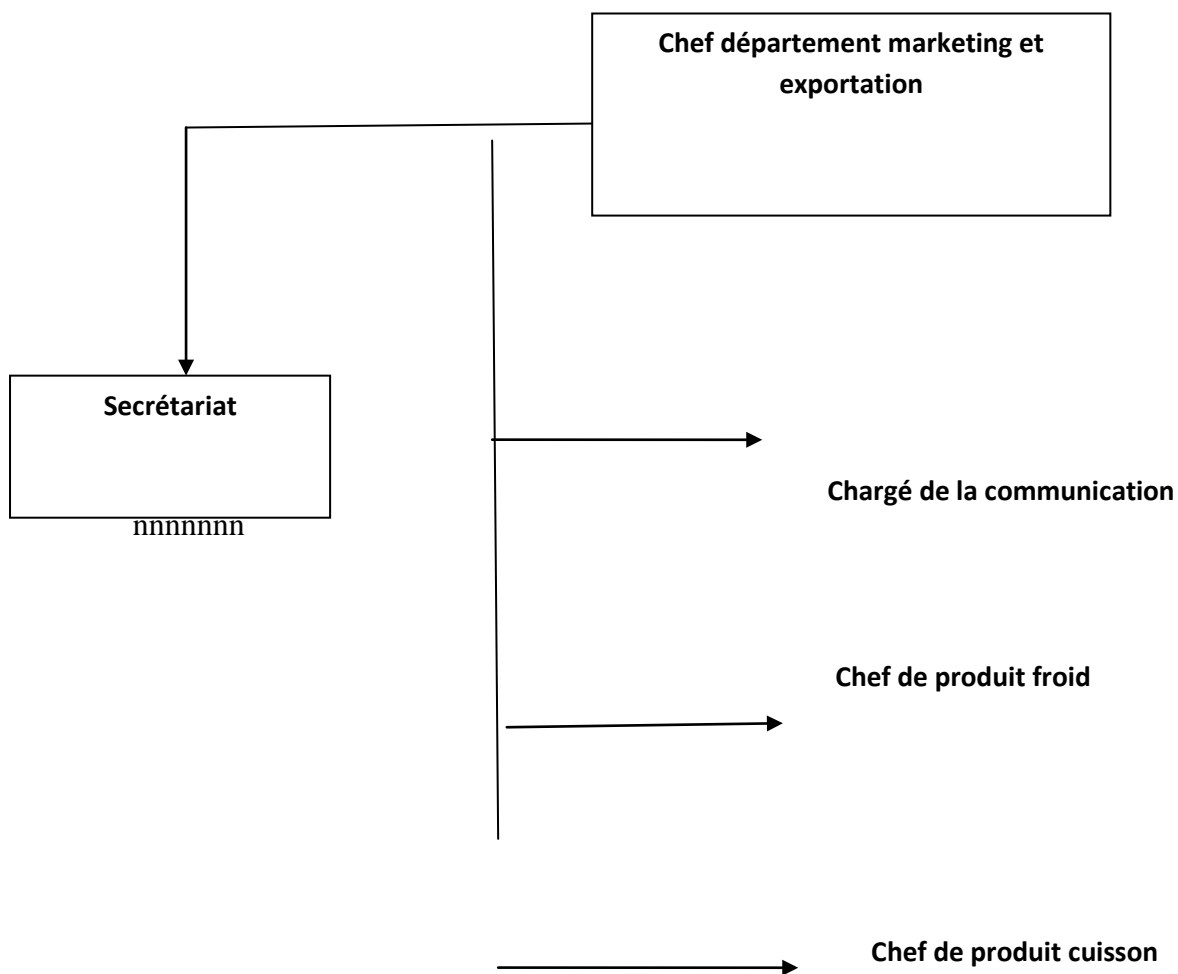 Chef département marketing et
exportation
Secrétariat
nnnnnnn
Chargé de la communication
Chef de produit froid
Chef de produit cuisson